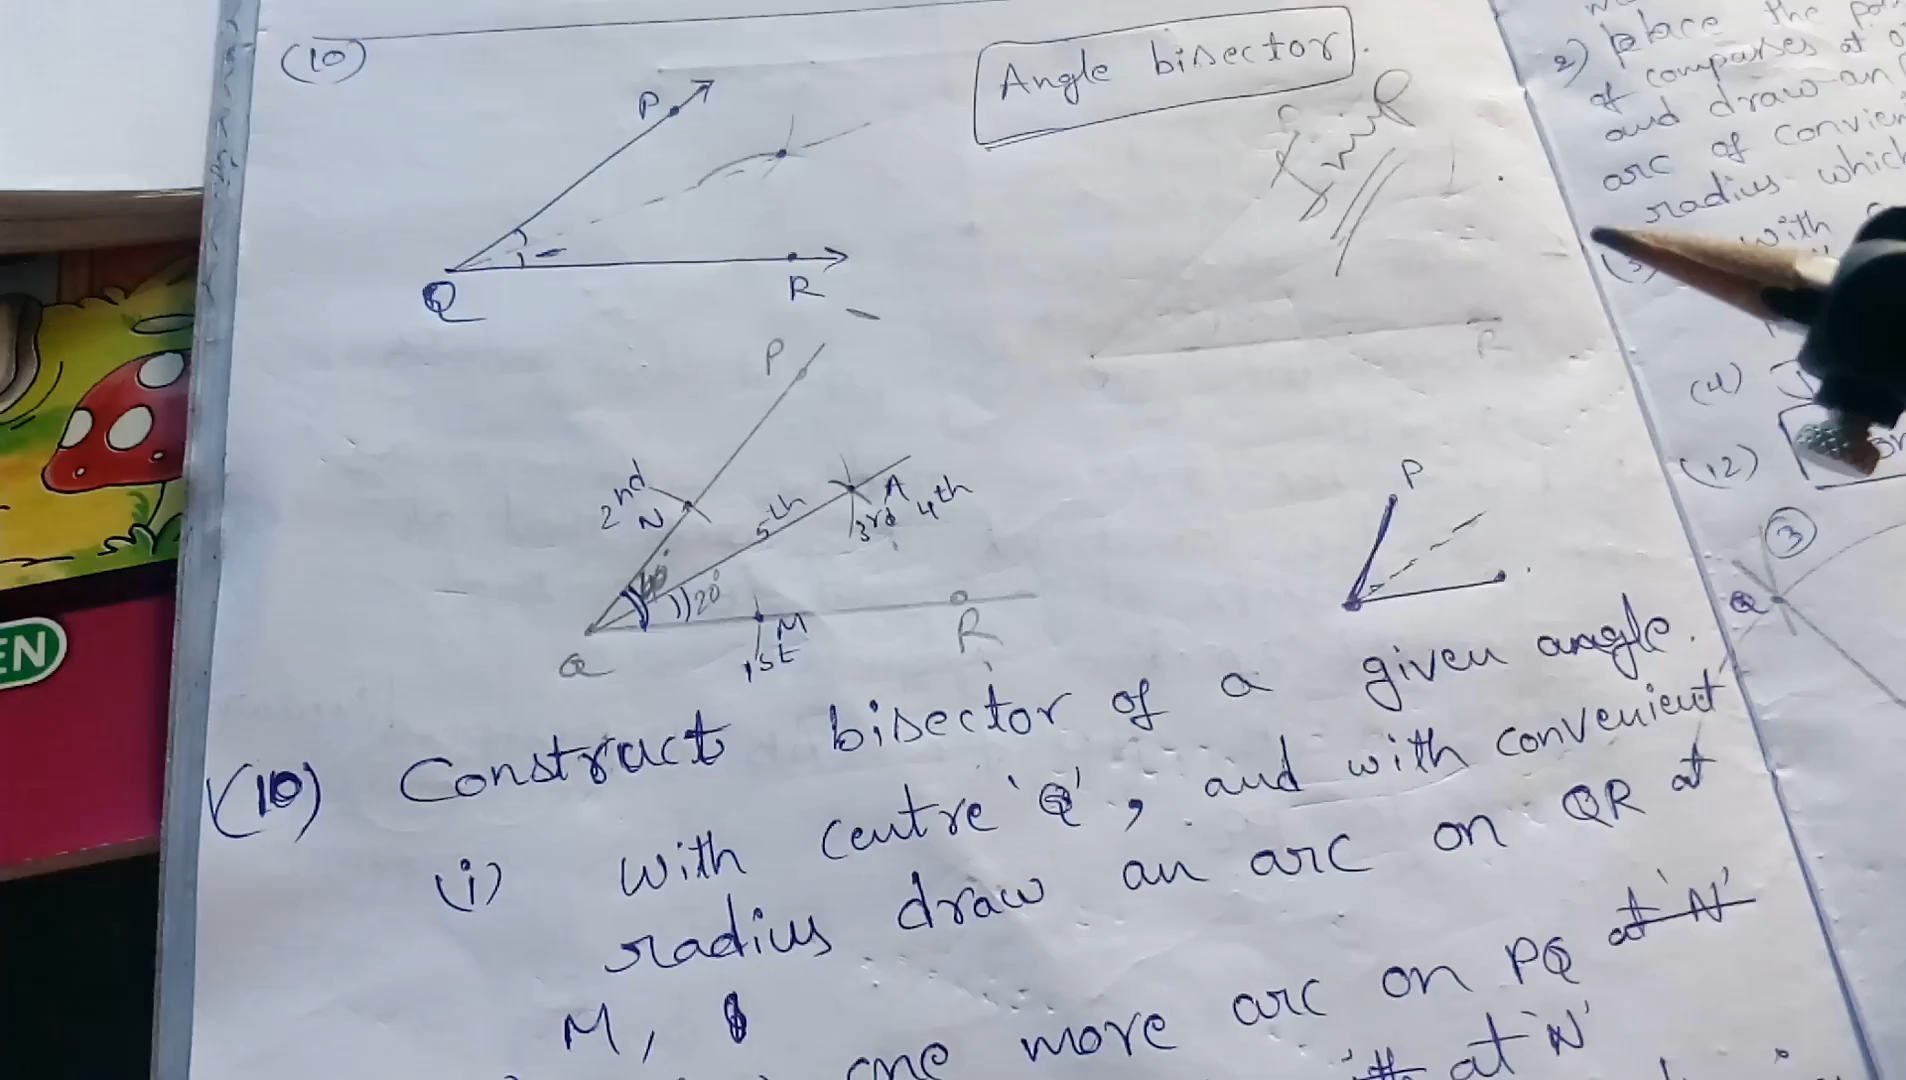 (10)
Angle bisector.
P
Q
R
P
2nd
N
5th
A
3rd 4th
20°
M
1st
R
Q
P
(10) Construct bisector of a given angle.
(i) with centre 'Q', and with convenient
radius draw an arc on QR at
M,
one more arc on PQ at 'N'
at 'N'
2) place the
of compasses at
and draw an
arc of
radius which
with
(3)
(4)
(12)
3
Q
EN